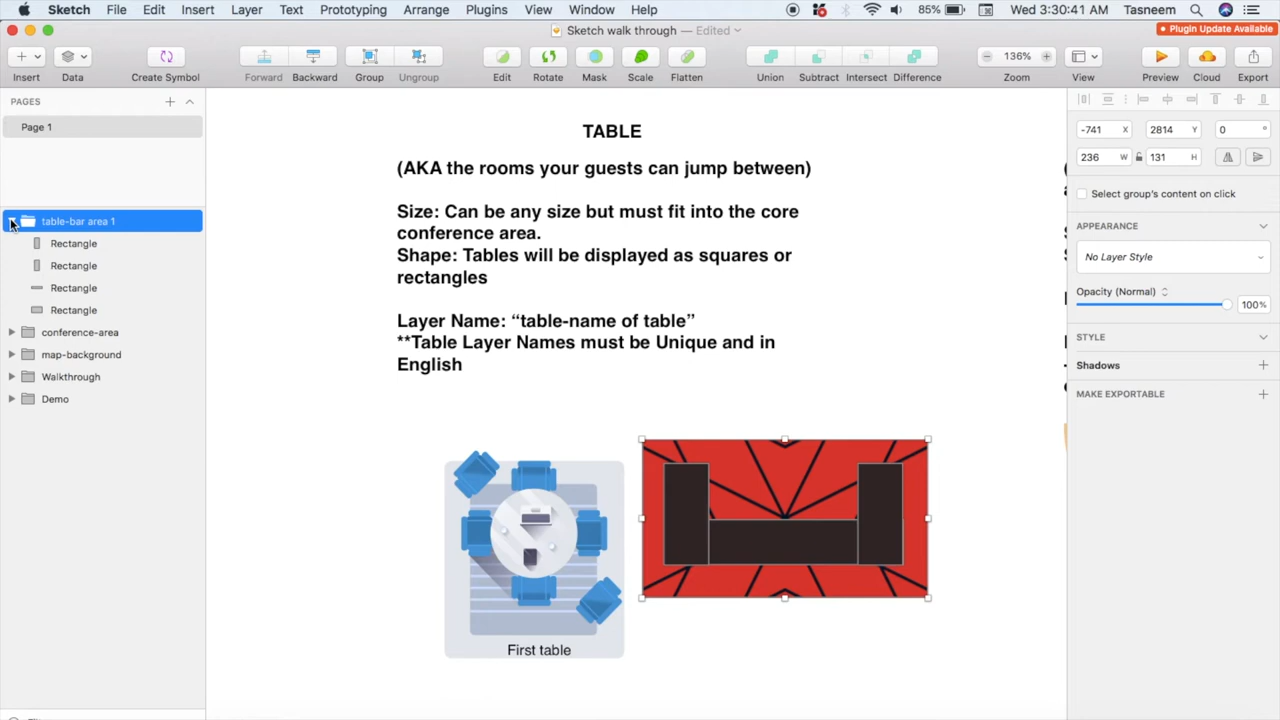 Sketch File Edit Insert Layer Text Prototyping Arrange Plugins View Window Help 85% Wed 3:30:41 AM Tasneem
Sketch walk through — Edited
Plugin Update Available
Insert Data Create Symbol Forward Backward Group Ungroup Edit Rotate Mask Scale Flatten Union Subtract Intersect Difference 136% Zoom View Preview Cloud Export
PAGES
Page 1
table-bar area 1
Rectangle
Rectangle
Rectangle
Rectangle
conference-area
map-background
Walkthrough
Demo
TABLE
(AKA the rooms your guests can jump between)
Size: Can be any size but must fit into the core
conference area.
Shape: Tables will be displayed as squares or
rectangles
Layer Name: “table-name of table”
**Table Layer Names must be Unique and in
English
First table
-741 X 2814 Y 0 °
236 W 131 H
Select group's content on click
APPEARANCE
No Layer Style
Opacity (Normal) 100%
STYLE
Shadows
MAKE EXPORTABLE